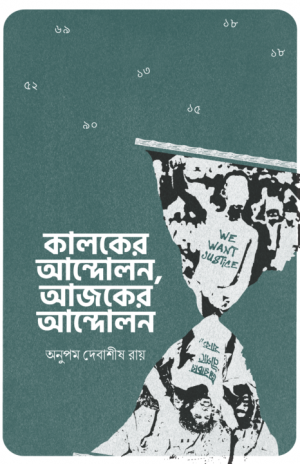 ৬৯
১৮
১৮
১৩
৫২
১৫
৯০
WE
WANT
JUSTICE
কালকের
আন্দোলন,
আজকের
আন্দোলন
অনুপম দেবাশীষ রায়